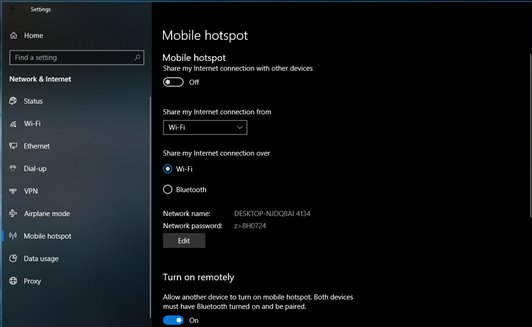 Settings
Home
Find a setting
Network & Internet
Status
Wi-Fi
Ethernet
Dial-up
VPN
Airplane mode
Mobile hotspot
Data usage
Proxy
Mobile hotspot
Mobile hotspot
Share my Internet connection with other devices
Off
Share my Internet connection from
Wi-Fi
Share my Internet connection over
Wi-Fi
Bluetooth
Network name: DESKTOP-NJDQ8AI 4134
Network password: z>8H0724
Edit
Turn on remotely
Allow another device to turn on mobile hotspot. Both devices
must have Bluetooth turned on and be paired.
On